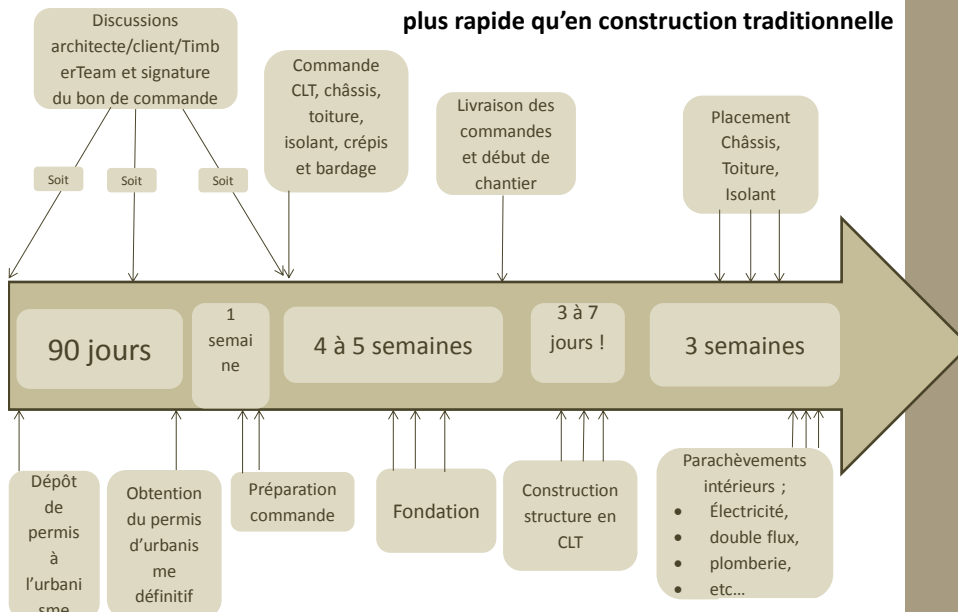 plus rapide qu’en construction traditionnelle
Discussions
architecte/client/Timb
erTeam et signature
du bon de commande
Commande
CLT, châssis,
toiture,
isolant, crépis
et bardage
Livraison des
commandes
et début de
chantier
Placement
Châssis,
Toiture,
Isolant
Soit
Soit
Soit
90 jours
1
semai
ne
4 à 5 semaines
3 à 7
jours !
3 semaines
Dépôt
de
permis
à
l’urbani
sme
Obtention
du permis
d’urbanis
me
définitif
Préparation
commande
Fondation
Construction
structure en
CLT
Parachèvements
intérieurs ;
• Électricité,
• double flux,
• plomberie,
• etc…